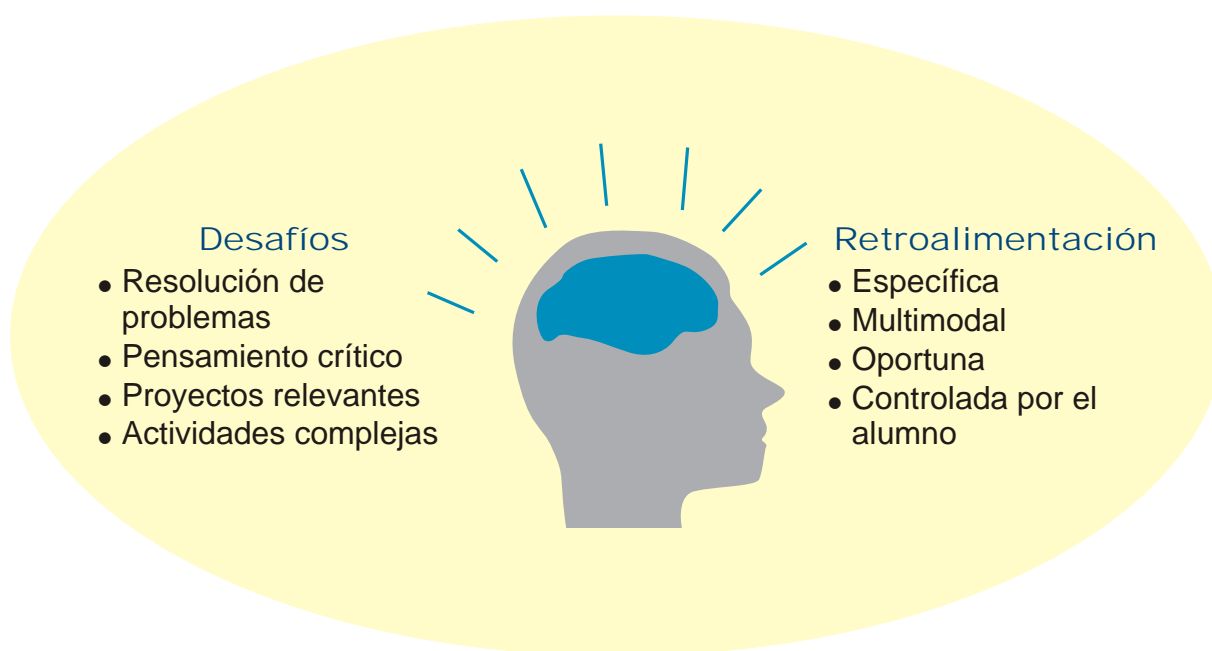 Desafíos
● Resolución de
problemas
● Pensamiento crítico
● Proyectos relevantes
● Actividades complejas
Retroalimentación
● Específica
● Multimodal
● Oportuna
● Controlada por el
alumno